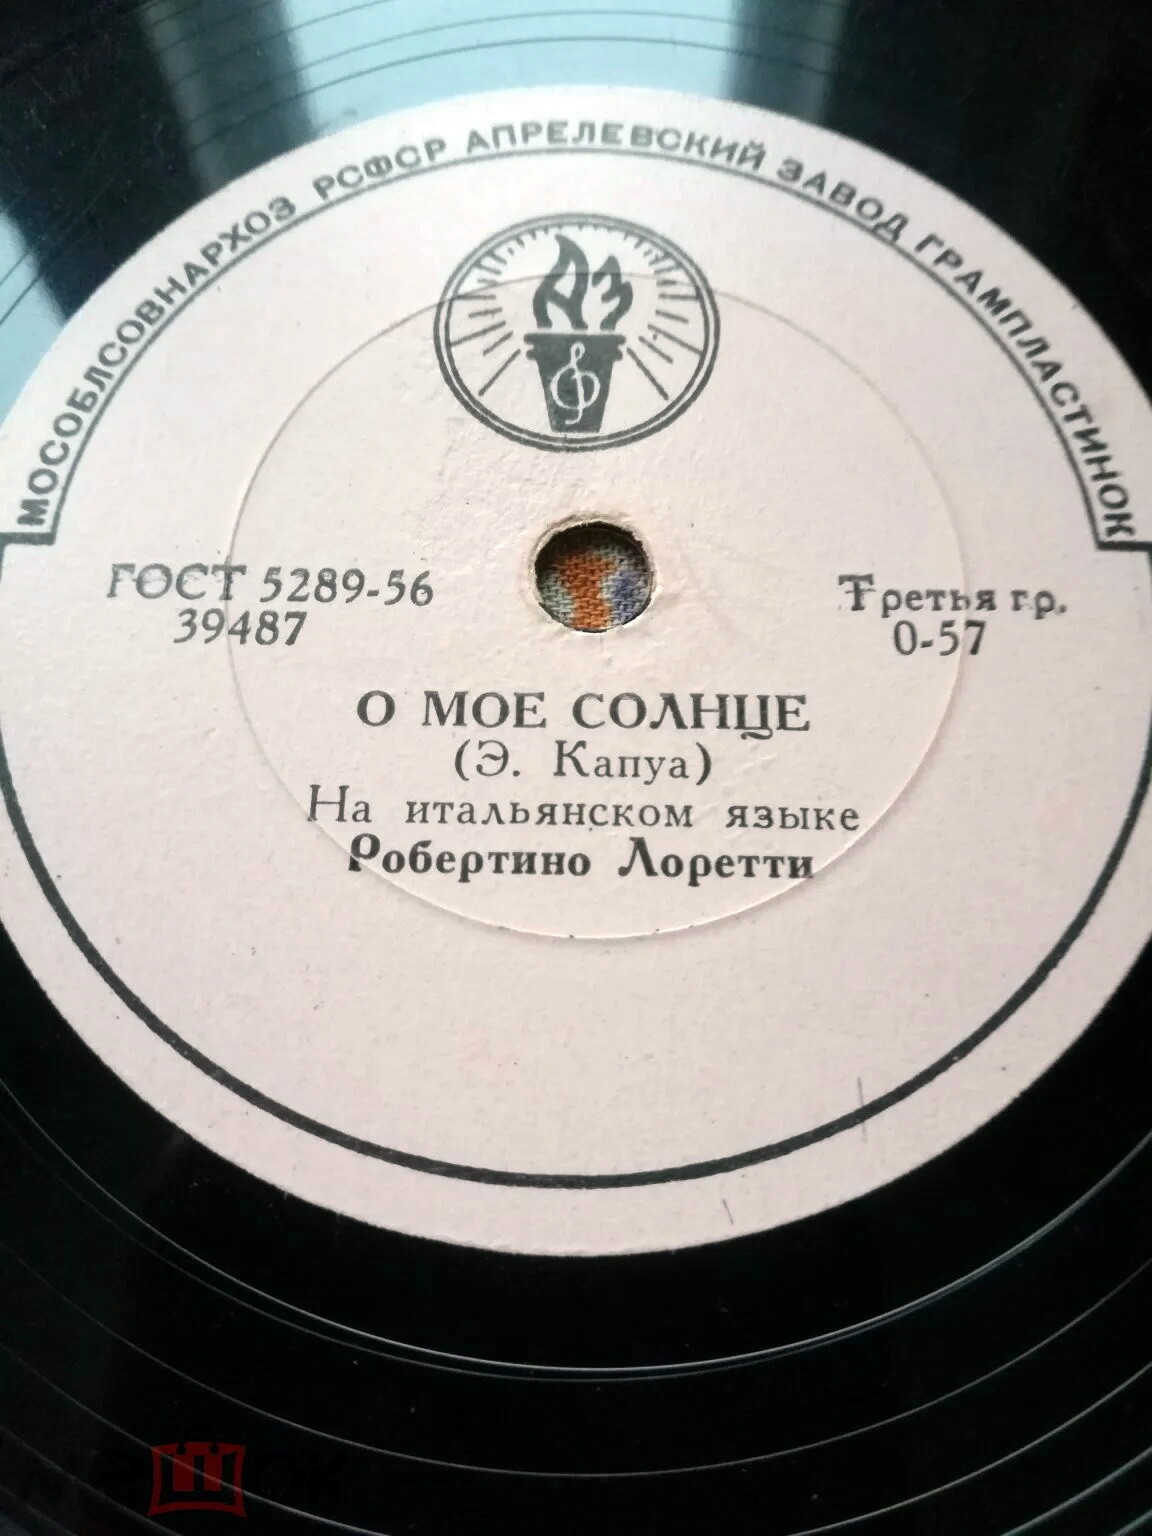 МОСОБЛСОВНАРХОЗ РСФСР АПРЕЛЕВСКИЙ ЗАВОД ГРАМПЛАСТИНОК
АЗ
ГОСТ 5289-56
39487
Третья гр.
0-57
О МОЕ СОЛНЦЕ
(Э. Капуа)
На итальянском языке
Робертино Лоретти
мешок